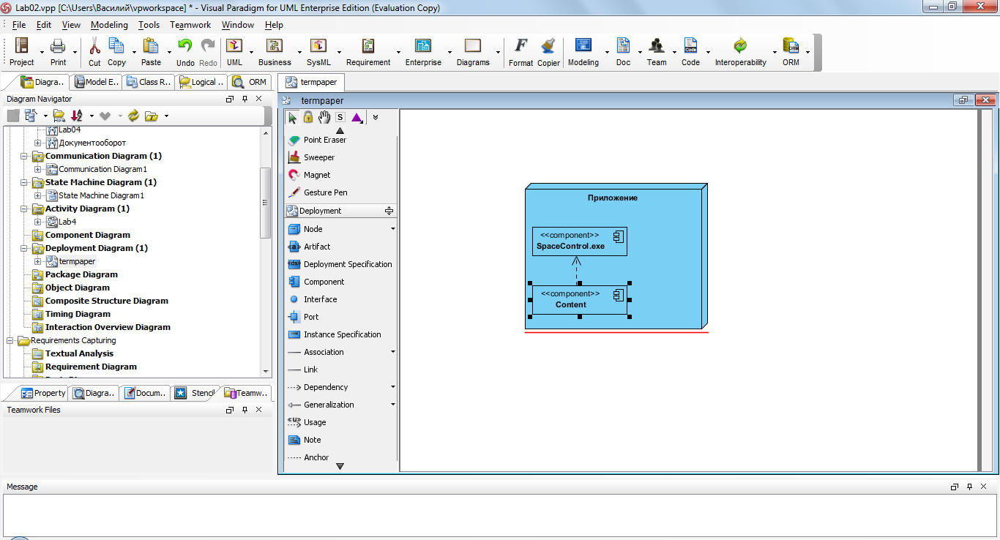 Lab02.vpp [C:\Users\Василий\vpworkspace] * - Visual Paradigm for UML Enterprise Edition (Evaluation Copy)
File Edit View Modeling Tools Teamwork Window Help
Project Print Cut Copy Paste Undo Redo UML Business SysML Requirement Enterprise Diagrams Format Copier Modeling Doc Team Code Interoperability ORM
Diagra.. Model E.. Class R.. Logical .. ORM
Diagram Navigator
Lab04
Документооборот
Communication Diagram (1)
Communication Diagram1
State Machine Diagram (1)
State Machine Diagram1
Activity Diagram (1)
Lab4
Component Diagram
Deployment Diagram (1)
termpaper
Package Diagram
Object Diagram
Composite Structure Diagram
Timing Diagram
Interaction Overview Diagram
Requirements Capturing
Textual Analysis
Requirement Diagram
Property Diagra.. Docum.. Stencil Teamw..
Teamwork Files
termpaper
termpaper
S
Point Eraser
Sweeper
Magnet
Gesture Pen
Deployment
Node
Artifact
Deployment Specification
Component
Interface
Port
Instance Specification
Association
Link
Dependency
Generalization
Usage
Note
Anchor
Приложение
<<component>>
SpaceControl.exe
<<component>>
Content
Message